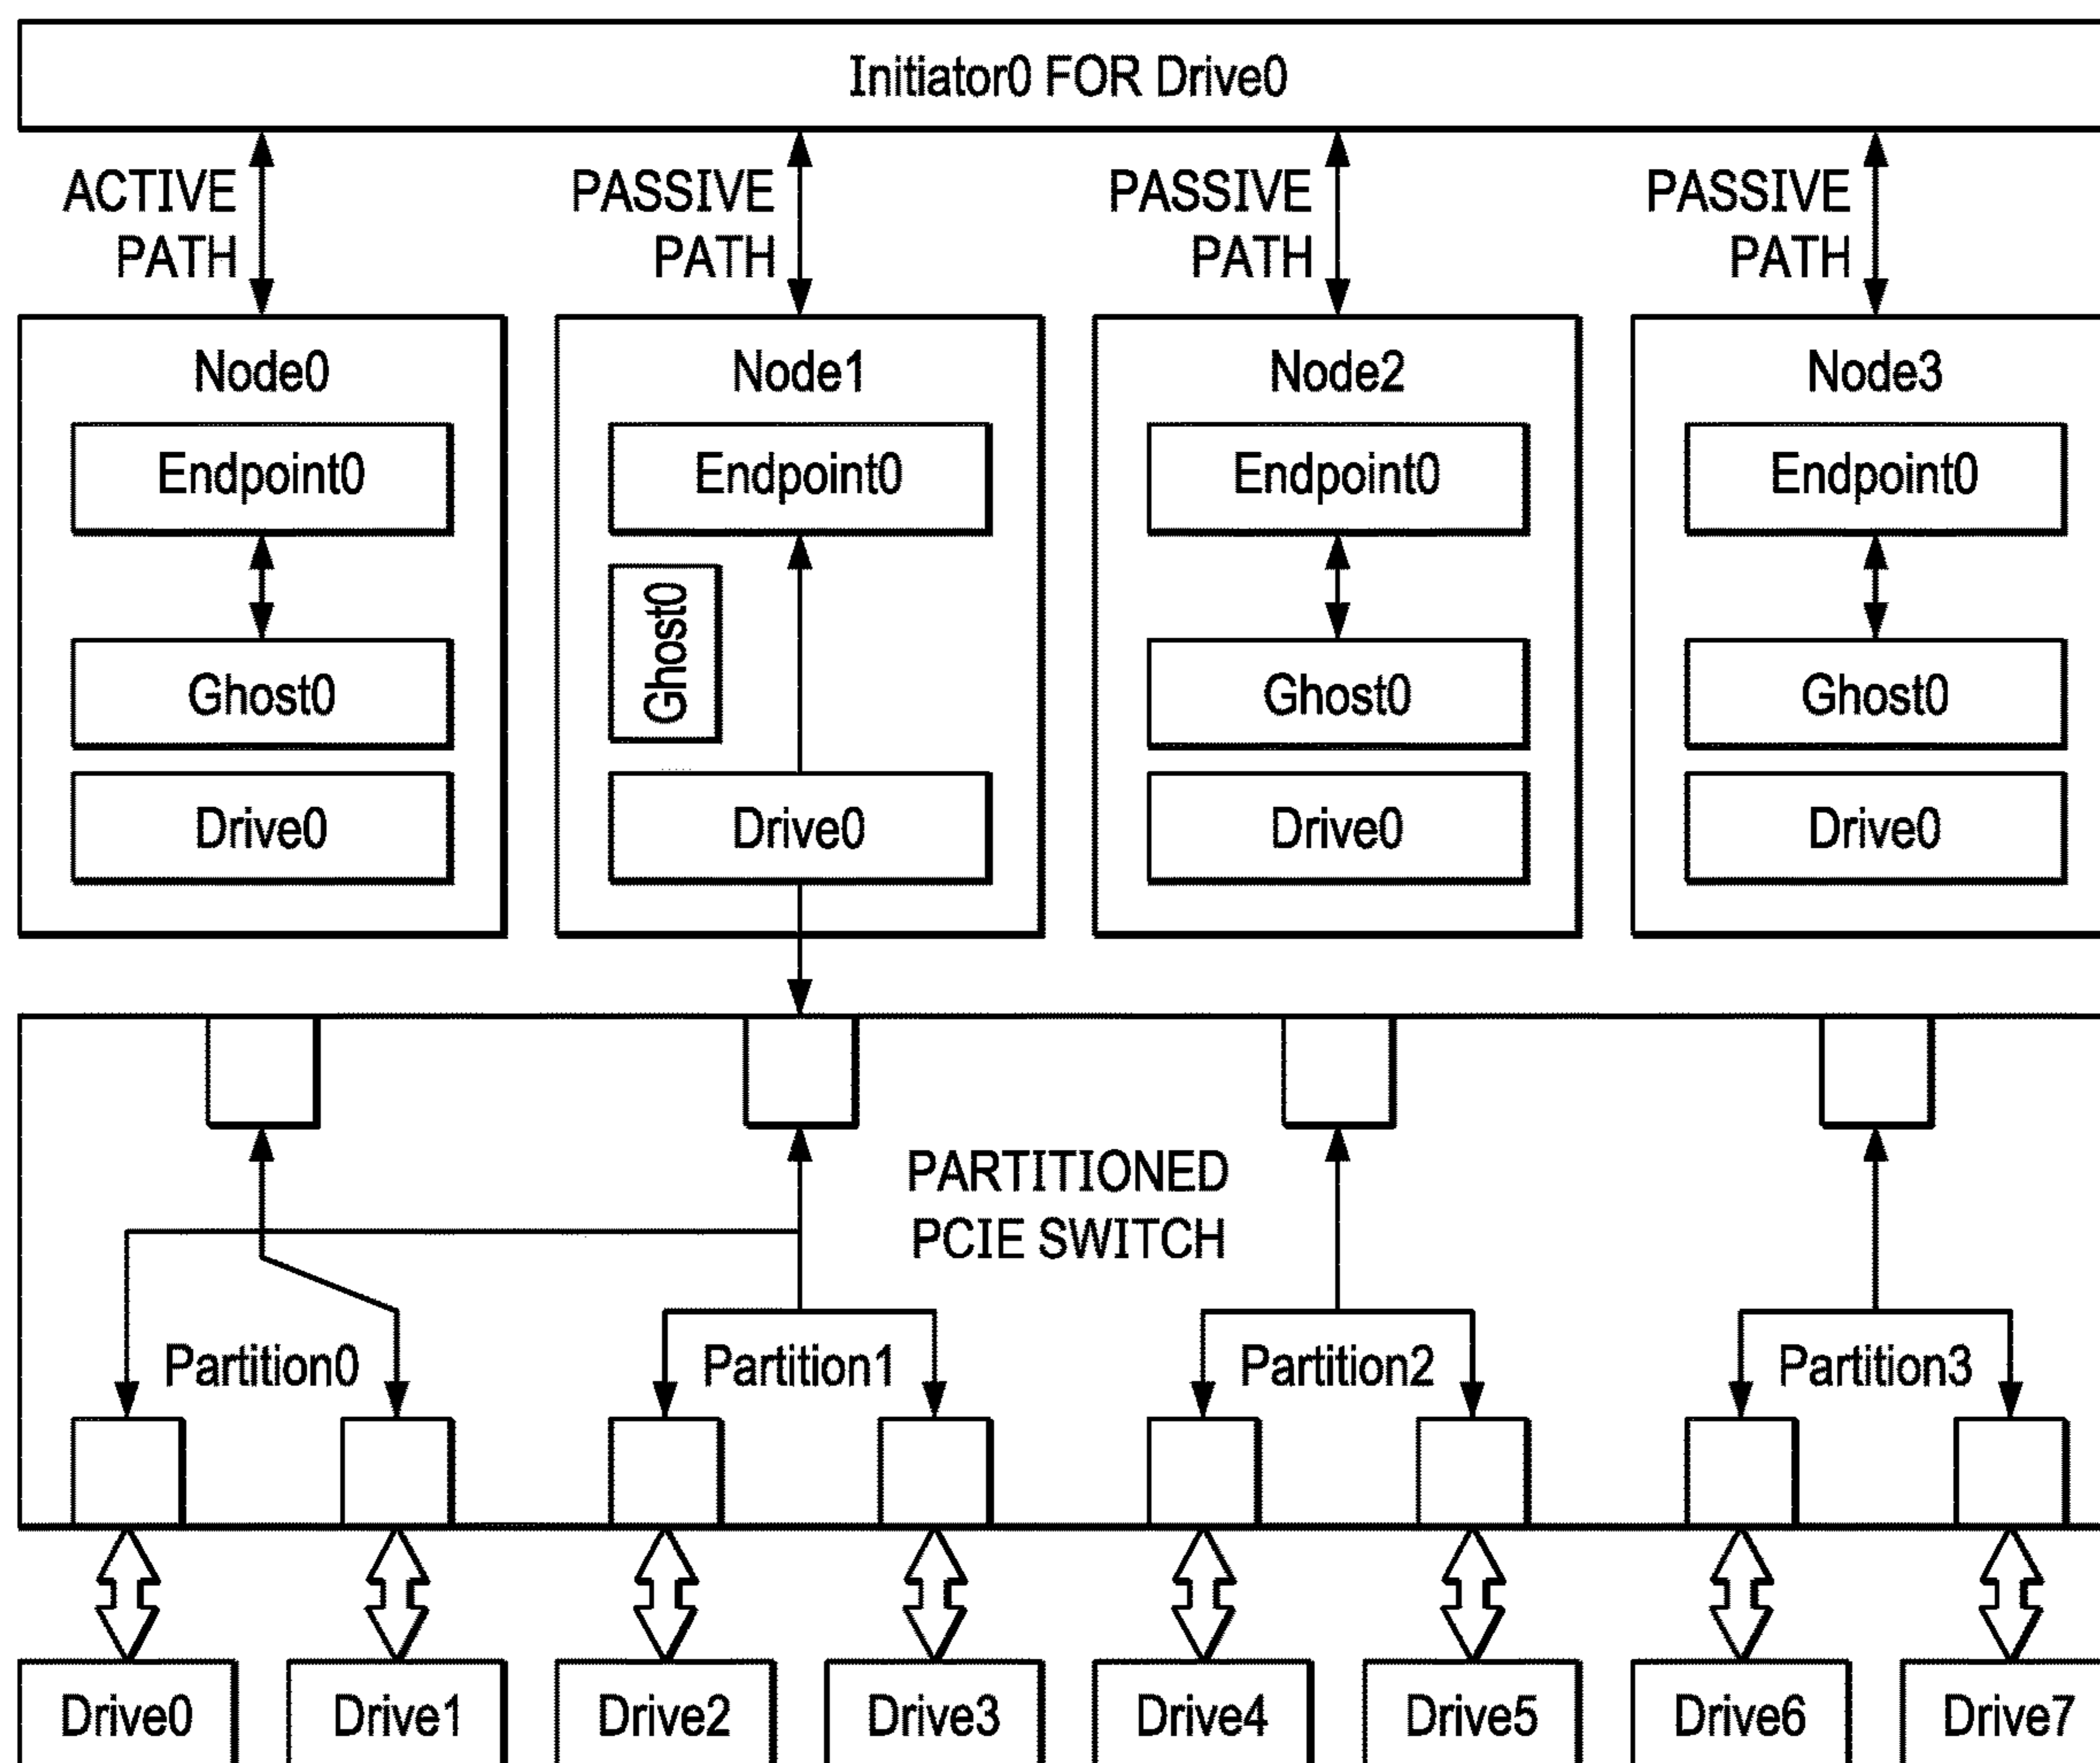 Initiator0 FOR Drive0
ACTIVE
PATH
PASSIVE
PATH
PASSIVE
PATH
PASSIVE
PATH
Node0
Endpoint0
Ghost0
Drive0
Node1
Endpoint0
Ghost0
Drive0
Node2
Endpoint0
Ghost0
Drive0
Node3
Endpoint0
Ghost0
Drive0
PARTITIONED
PCIE SWITCH
Partition0
Partition1
Partition2
Partition3
Drive0
Drive1
Drive2
Drive3
Drive4
Drive5
Drive6
Drive7